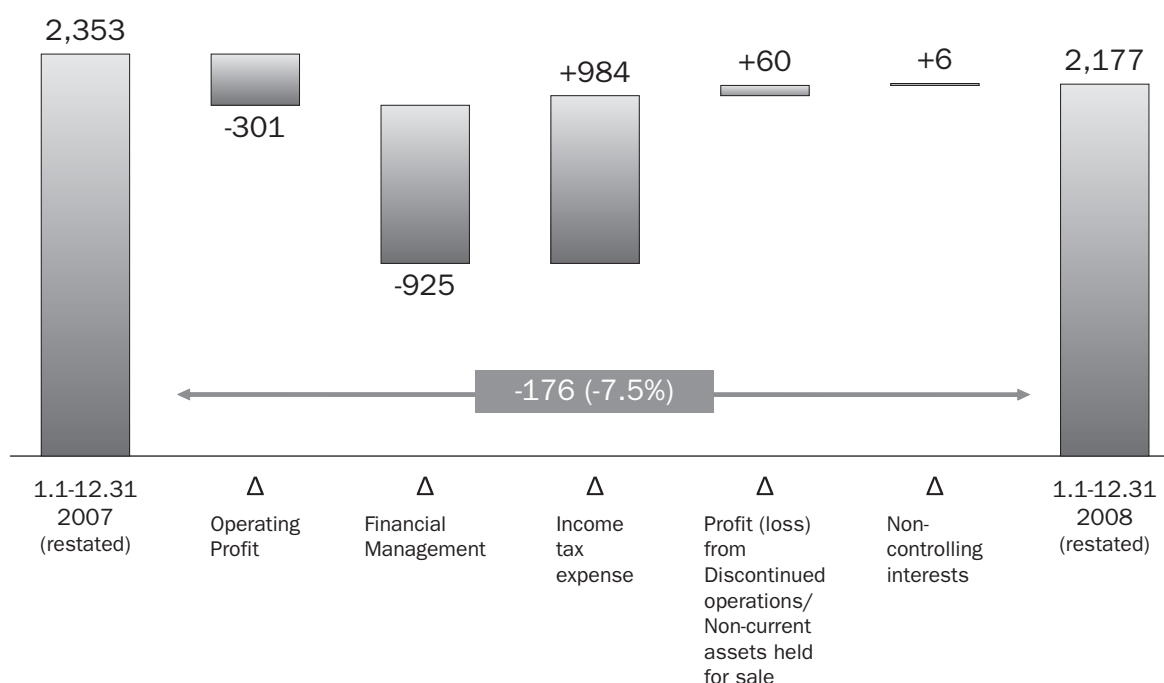 2,353
-301
-925
+984
+60
+6
2,177
-176 (-7.5%)
1.1-12.31
2007
(restated)
Δ
Operating
Profit
Δ
Financial
Management
Δ
Income
tax
expense
Δ
Profit (loss)
from
Discontinued
operations/
Non-current
assets held
for sale
Δ
Non-
controlling
interests
1.1-12.31
2008
(restated)